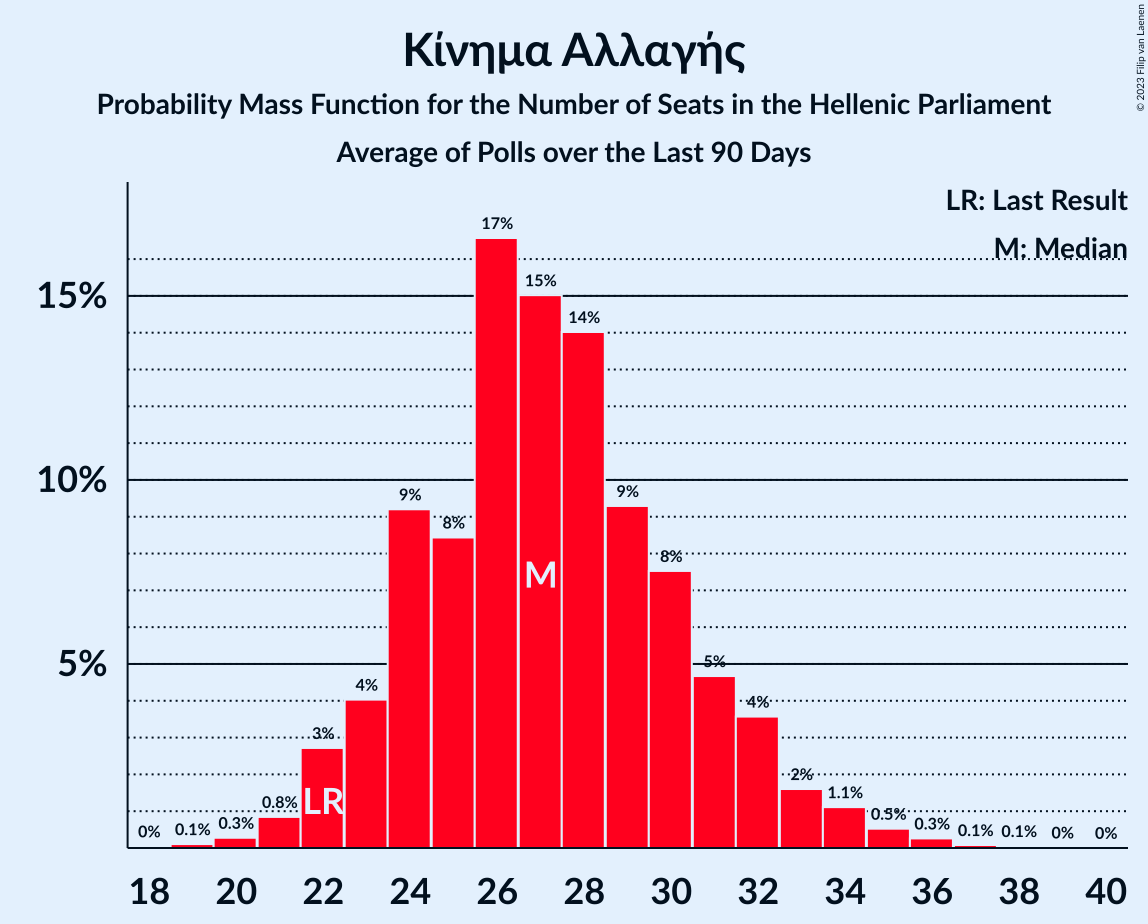 Κίνημα Αλλαγής
Probability Mass Function for the Number of Seats in the Hellenic Parliament
Average of Polls over the Last 90 Days
© 2023 Filip van Laenen
LR: Last Result
M: Median
15%
10%
5%
0%
0.1%
0.3%
0.8%
3%
4%
9%
8%
17%
15%
14%
9%
8%
5%
4%
2%
1.1%
0.5%
0.3%
0.1%
0.1%
0%
0%
LR
M
18 20 22 24 26 28 30 32 34 36 38 40